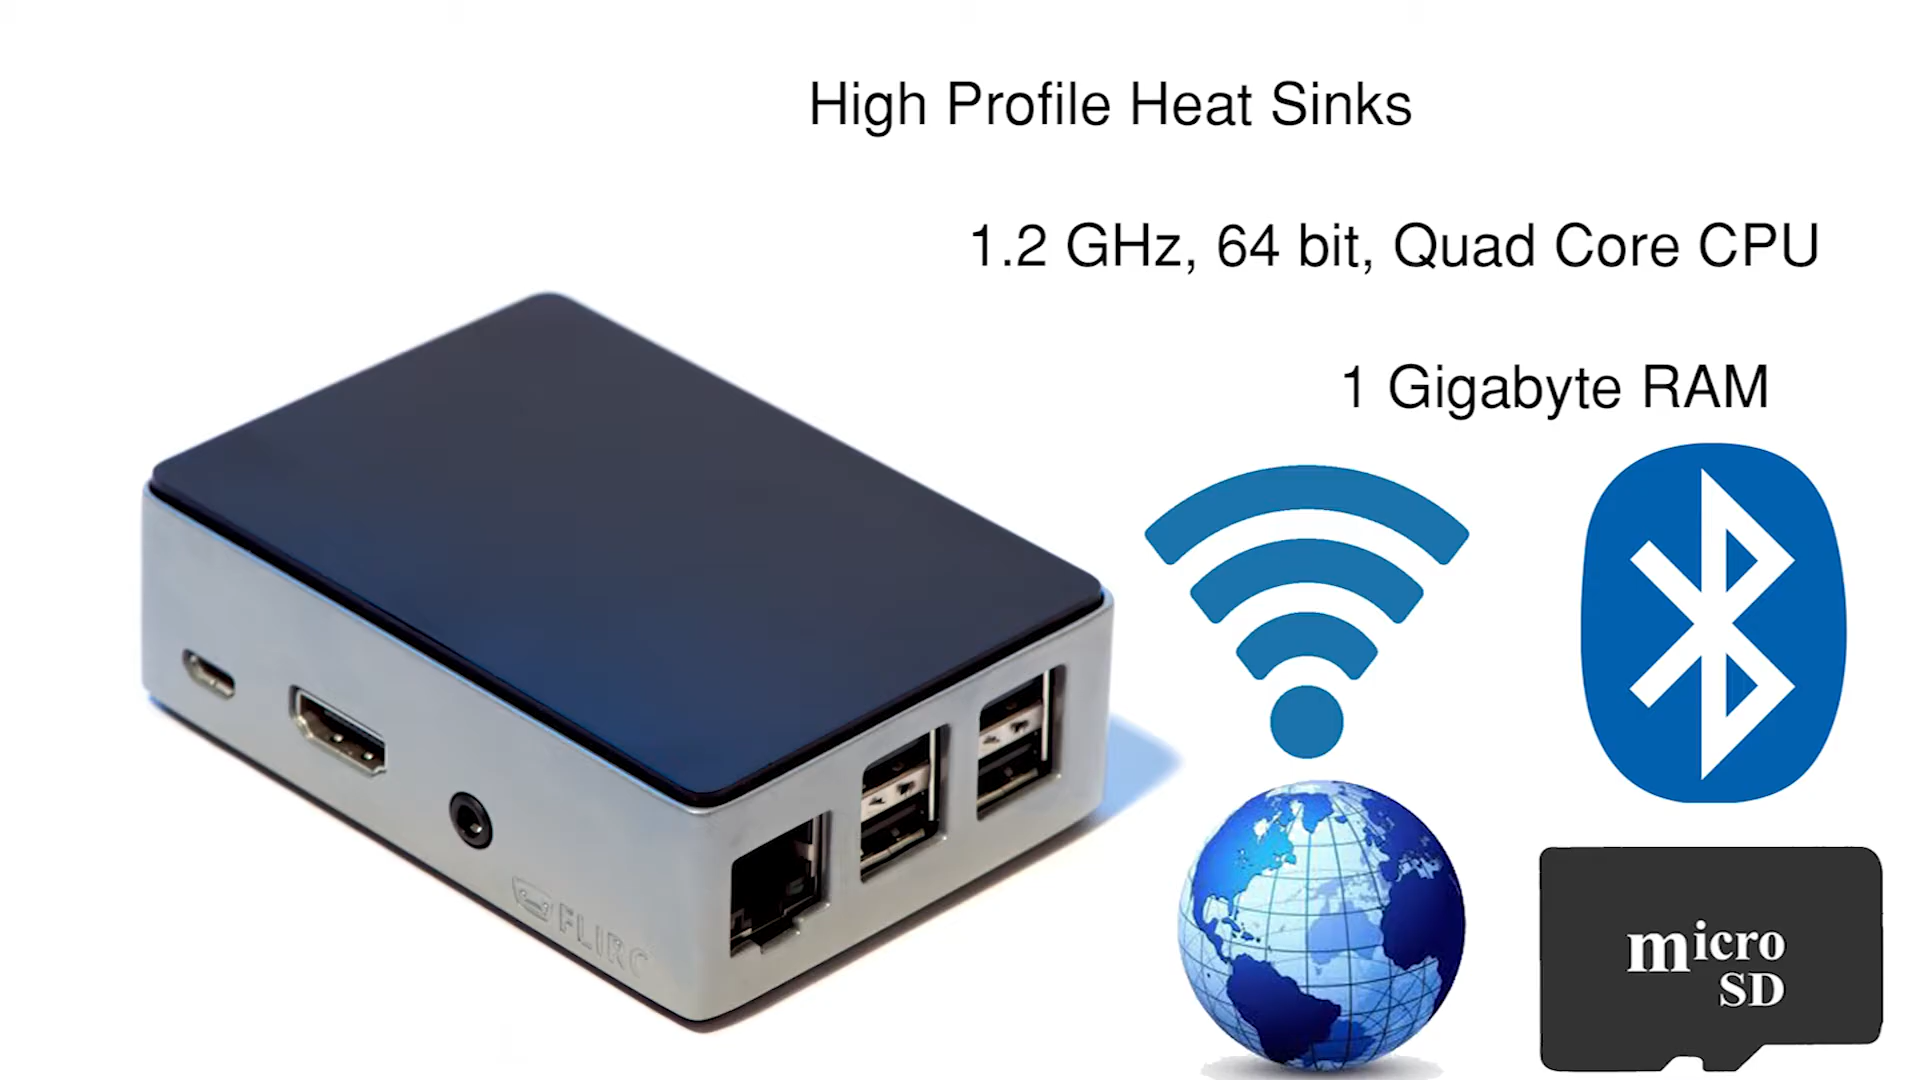 High Profile Heat Sinks
1.2 GHz, 64 bit, Quad Core CPU
1 Gigabyte RAM
FLIRC
micro
SD